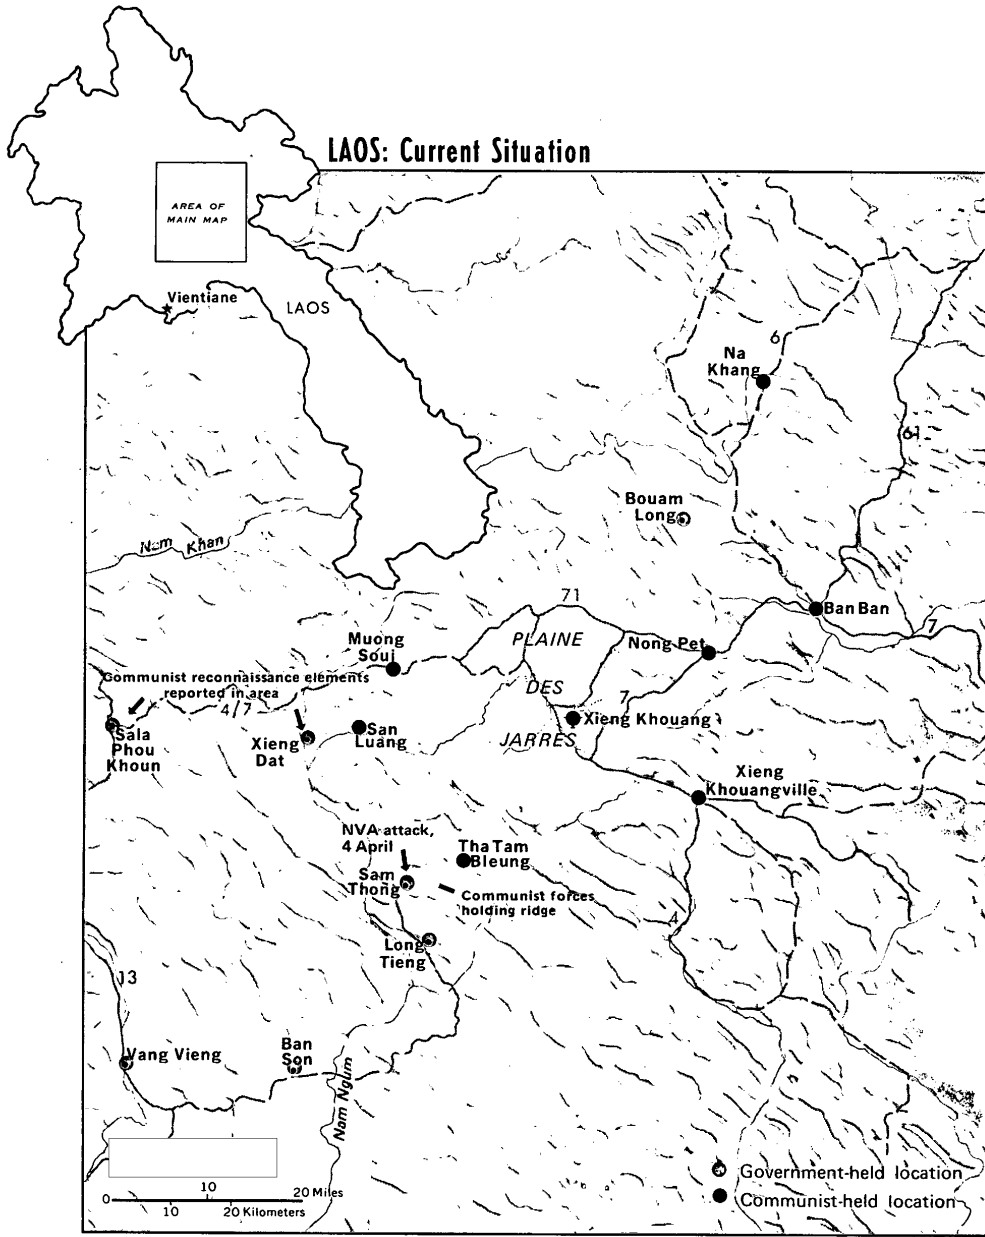 LAOS: Current Situation
AREA OF
MAIN MAP
Vientiane
LAOS
6
Na
Khang
61
Bouam
Long
Nam Khan
71
Ban Ban
7
Muong
Soui
PLAINE
DES
JARRES
Nong Pet
7
Communist reconnaissance elements
reported in area
4/7
Sala
Phou
Khoun
Xieng
Dat
San
Luang
Xieng Khouang
Xieng
Khouangville
NVA attack,
4 April
Tha Tam
Bleung
Sam
Thong
Communist forces
holding ridge
4
Long
Tieng
13
Vang Vieng
Ban
Son
Nam Ngum
Government-held location
Communist-held location
0 10 20 Miles
10 20 Kilometers